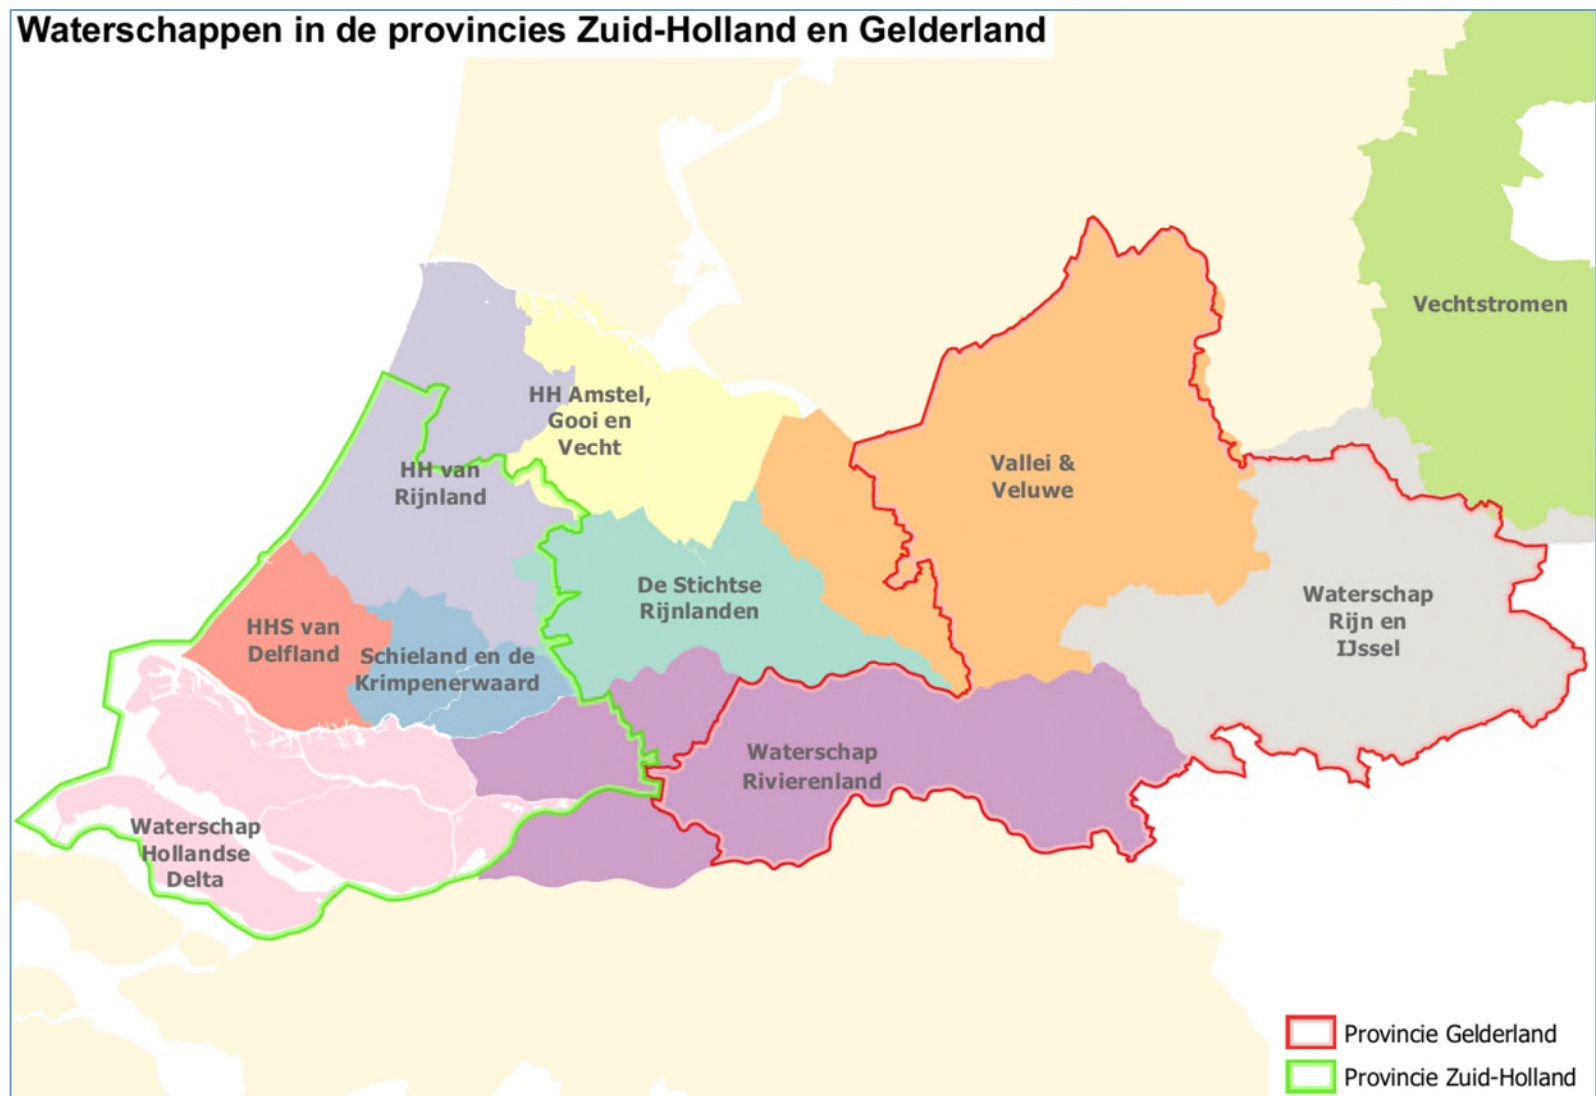 Waterschappen in de provincies Zuid-Holland en Gelderland
Vechtstromen
HH Amstel,
Gooi en
Vecht
HH van
Rijnland
Vallei &
Veluwe
De Stichtse
Rijnlanden
Waterschap
Rijn en
IJssel
HHS van
Delfland
Schieland en de
Krimpenerwaard
Waterschap
Rivierenland
Waterschap
Hollandse
Delta
Provincie Gelderland
Provincie Zuid-Holland